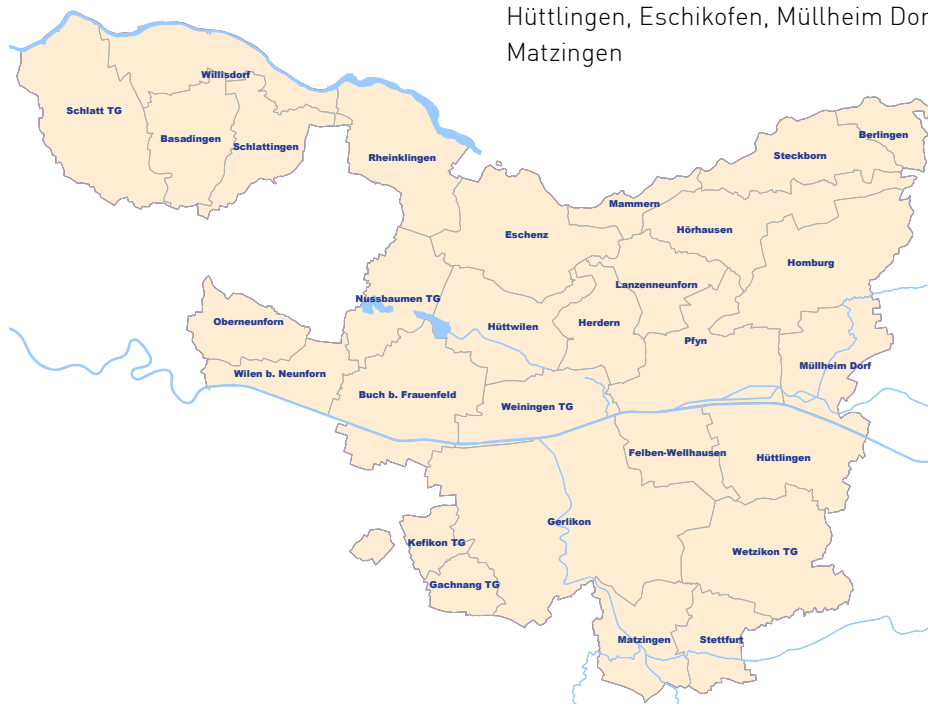 Hüttlingen, Eschikofen, Müllheim Dor
Matzingen
Willisdorf
Schlatt TG
Basadingen
Schlattingen
Rheinklingen
Berlingen
Steckborn
Mammern
Hörhausen
Eschenz
Homburg
Lanzenneunforn
Nussbaumen TG
Oberneunforn
Hüttwilen
Herdern
Pfyn
Müllheim Dorf
Wilen b. Neunforn
Buch b. Frauenfeld
Weiningen TG
Felben-Wellhausen
Hüttlingen
Gerlikon
Kefikon TG
Wetzikon TG
Gachnang TG
Matzingen
Stettfurt